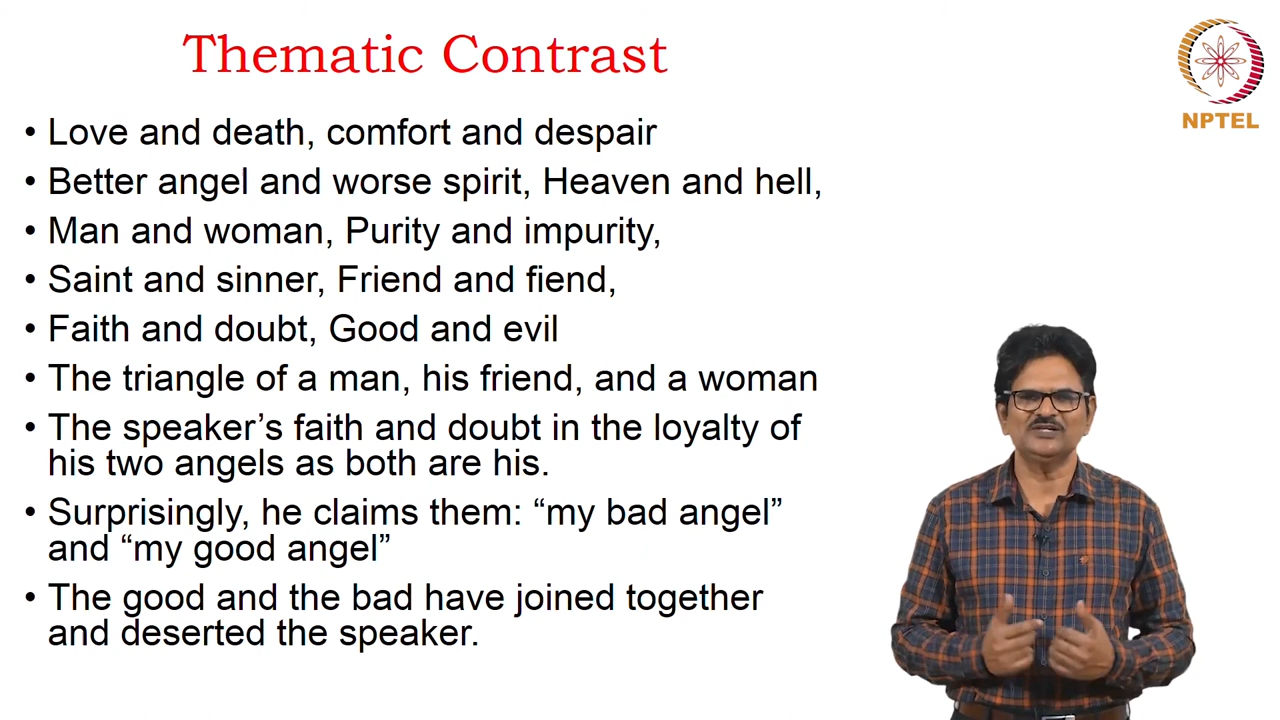 Thematic Contrast
• Love and death, comfort and despair
• Better angel and worse spirit, Heaven and hell,
• Man and woman, Purity and impurity,
• Saint and sinner, Friend and fiend,
• Faith and doubt, Good and evil
• The triangle of a man, his friend, and a woman
• The speaker’s faith and doubt in the loyalty of
his two angels as both are his.
• Surprisingly, he claims them: “my bad angel”
and “my good angel”
• The good and the bad have joined together
and deserted the speaker.
NPTEL